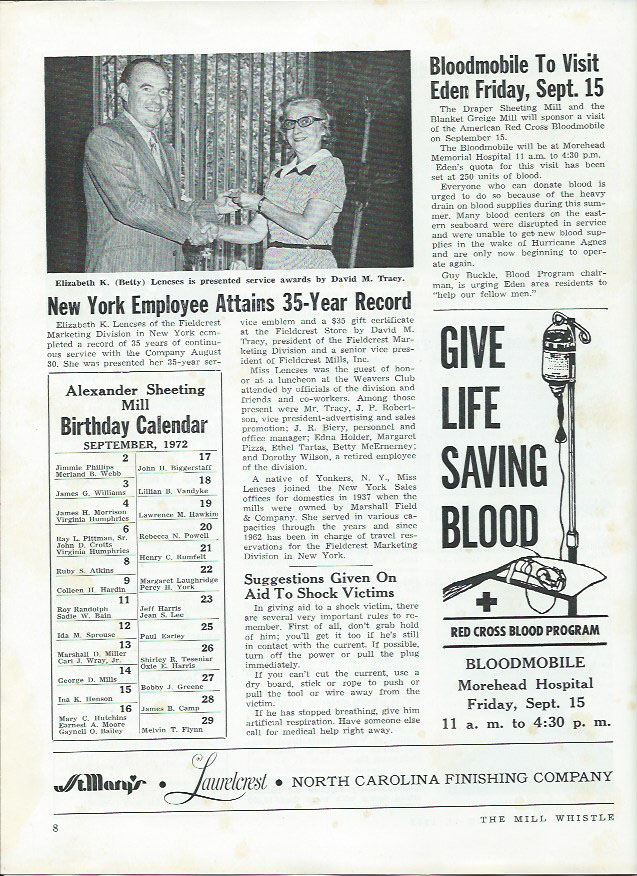 Elizabeth K. (Betty) Lencses is presented service awards by David M. Tracy.
New York Employee Attains 35-Year Record
Elizabeth K. Lencses of the Fieldcrest
Marketing Division in New York com-
pleted a record of 35 years of continu-
ous service with the Company August
30. She was presented her 35-year ser-
vice emblem and a $35 gift certificate
at the Fieldcrest Store by David M.
Tracy, president of the Fieldcrest Mar-
keting Division and a senior vice pres-
ident of Fieldcrest Mills, Inc.
Miss Lencses was the guest of hon-
or at a luncheon at the Weavers Club
attended by officials of the division and
friends and co-workers. Among those
present were Mr. Tracy, J. P. Robert-
son, vice president-advertising and sales
promotion; J. R. Biery, personnel and
office manager; Edna Holder, Margaret
Pizza, Ethel Tartas, Betty McEnerney;
and Dorothy Wilson, a retired employee
of the division.
A native of Yonkers, N. Y., Miss
Lencses joined the New York Sales
offices for domestics in 1937 when the
mills were owned by Marshall Field
& Company. She served in various ca-
pacities through the years and since
1962 has been in charge of travel res-
ervations for the Fieldcrest Marketing
Division in New York.
Alexander Sheeting
Mill
Birthday Calendar
SEPTEMBER, 1972
2
Jimmie Phillips
Merland B. Webb
3
James G. Williams
4
James H. Morrison
Virginia Humphries
6
Ray L. Pittman, Sr.
John D. Crotts
Virginia Humphries
8
Ruby S. Atkins
9
Colleen H. Hardin
11
Roy Randolph
Sadie W. Bain
12
Ida M. Sprouse
13
Marshall D. Miller
Carl J. Wray, Jr.
14
George D. Mills
15
Ina K. Henson
16
Mary C. Hutchins
Earnest A. Moore
Gaynell O. Bailey
17
John H. Biggerstaff
18
Lillian B. Vandyke
19
Lawrence M. Hawkins
20
Rebecca N. Powell
21
Henry C. Bumfelt
22
Margaret Laughridge
Percy H. York
23
Jeff Harris
Jean S. Lee
25
Paul Earley
26
Shirley R. Teseniar
Oxie E. Harris
27
Bobby J. Greene
28
James B. Camp
29
Melvin T. Flynn
Suggestions Given On
Aid To Shock Victims
In giving aid to a shock victim, there
are several very important rules to re-
member. First of all, don't grab hold
of him; you'll get it too if he's still
in contact with the current. If possible,
turn off the power or pull the plug
immediately.
If you can't cut the current, use a
dry board, stick or rope to push or
pull the tool or wire away from the
victim.
If he has stopped breathing, give him
artificial respiration. Have someone else
call for medical help right away.
Bloodmobile To Visit
Eden Friday, Sept. 15
The Draper Sheeting Mill and the
Blanket Greige Mill will sponsor a visit
of the American Red Cross Bloodmobile
on September 15.
The Bloodmobile will be at Morehead
Memorial Hospital 11 a.m. to 4:30 p.m.
Eden's quota for this visit has been
set at 250 units of blood.
Everyone who can donate blood is
urged to do so because of the heavy
drain on blood supplies during this sum-
mer. Many blood centers on the east-
ern seaboard were disrupted in service
and were unable to get new blood sup-
plies in the wake of Hurricane Agnes
and are only now beginning to oper-
ate again.
Guy Buckle, Blood Program chair-
man, is urging Eden area residents to
"help our fellow men."
GIVE
LIFE
SAVING
BLOOD
RED CROSS BLOOD PROGRAM
BLOODMOBILE
Morehead Hospital
Friday, Sept. 15
11 a. m. to 4:30 p. m.
St. Mary's • Laurelcrest • NORTH CAROLINA FINISHING COMPANY
8
THE MILL WHISTLE